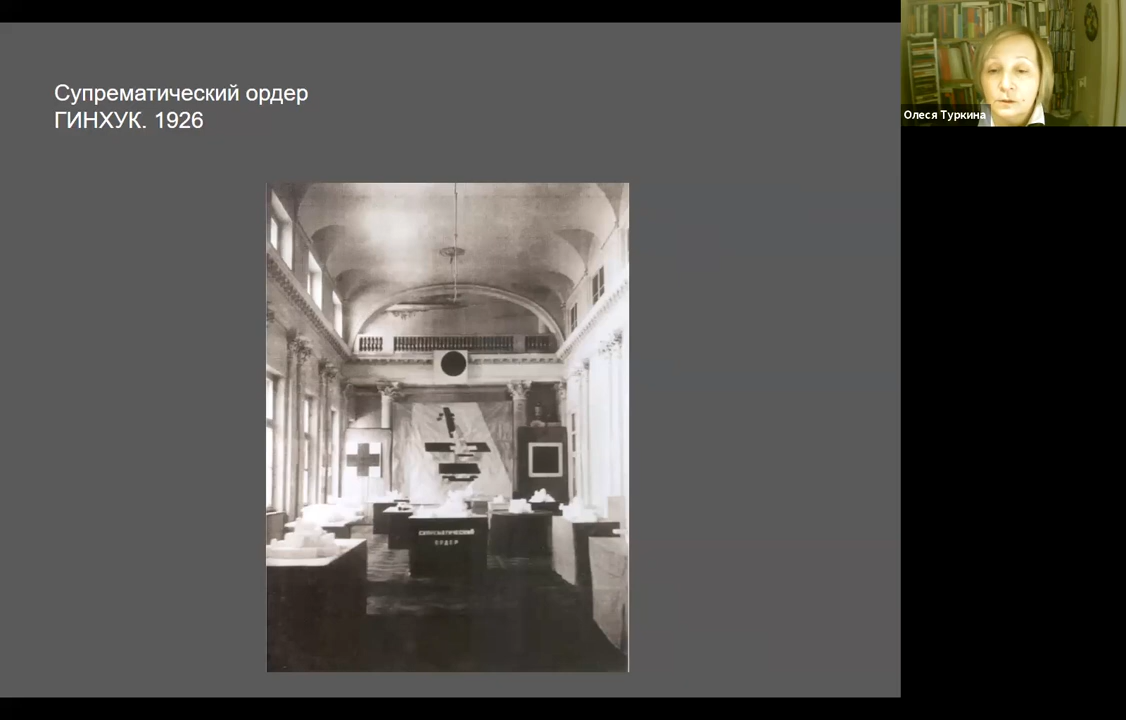 Супрематический ордер
ГИНХУК. 1926
Олеся Туркина
СУПРЕМАТИЧЕСКИЙ
ОРДЕР